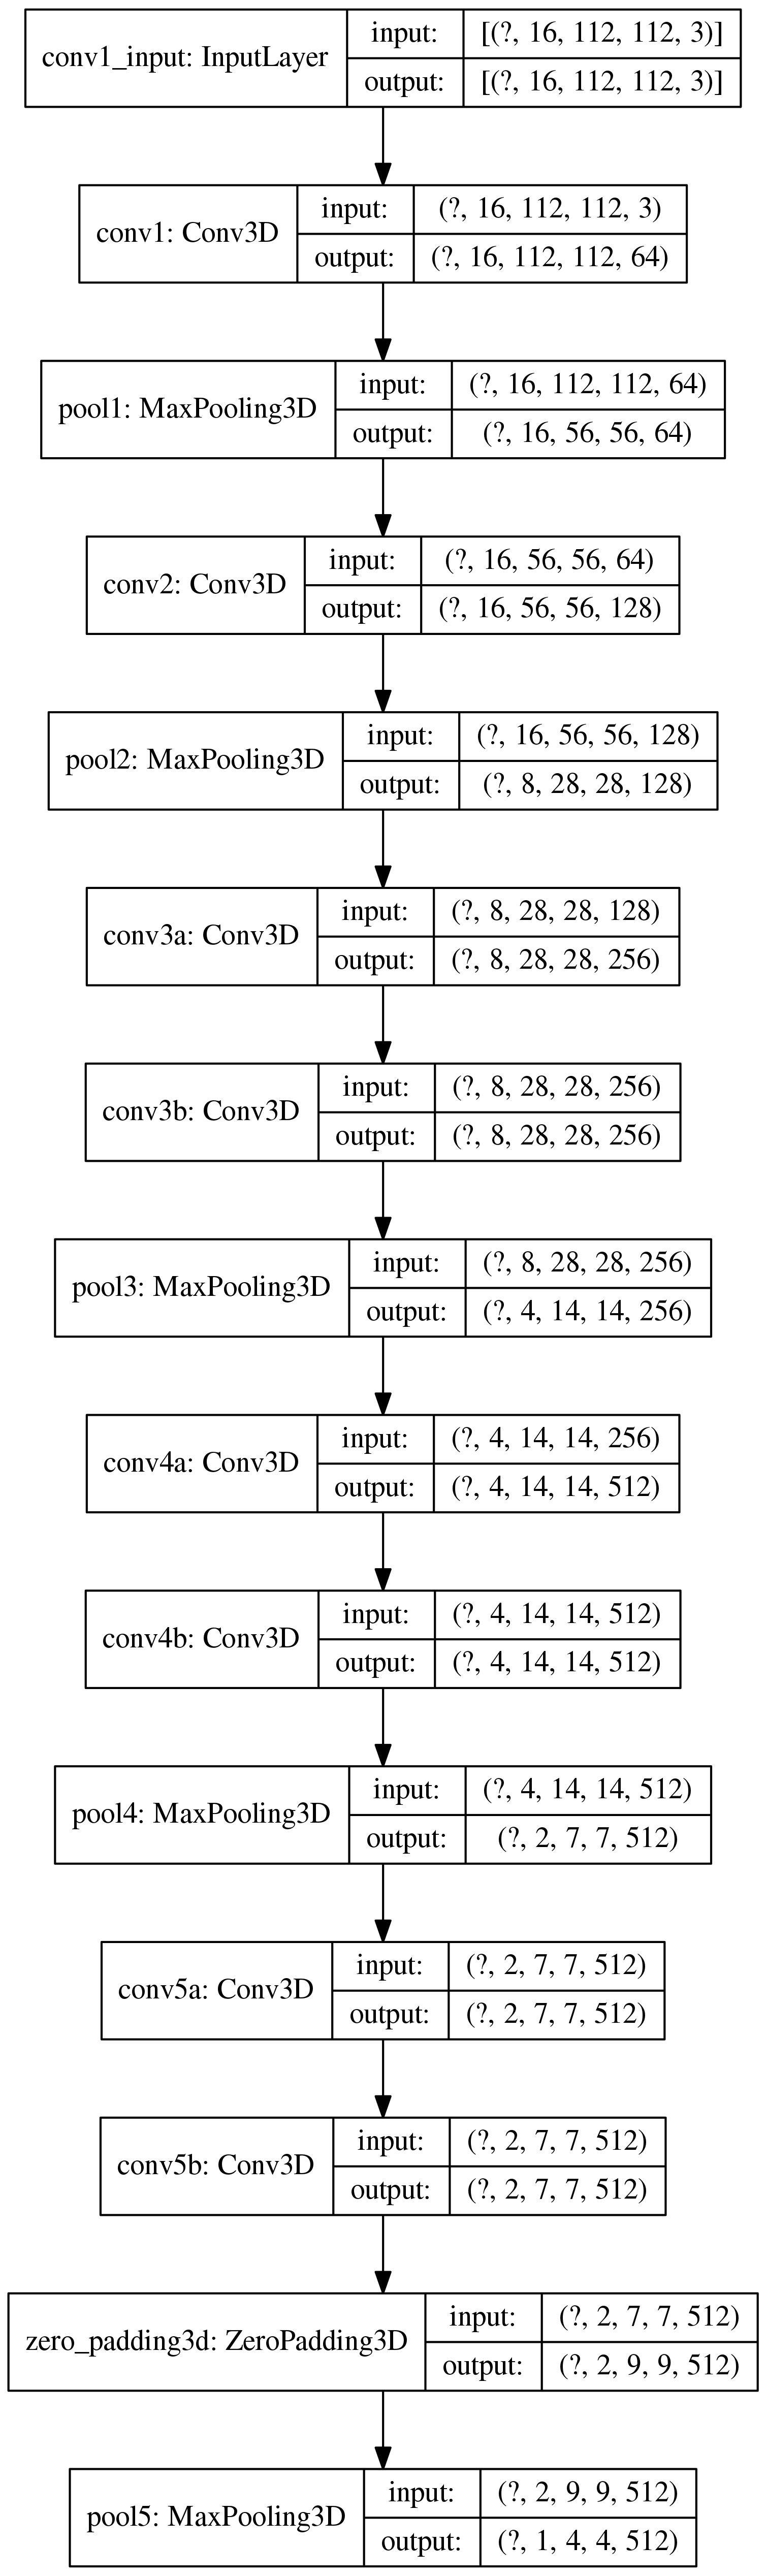 conv1_input: InputLayer
input: [(?, 16, 112, 112, 3)]
output: [(?, 16, 112, 112, 3)]
conv1: Conv3D
input: (?, 16, 112, 112, 3)
output: (?, 16, 112, 112, 64)
pool1: MaxPooling3D
input: (?, 16, 112, 112, 64)
output: (?, 16, 56, 56, 64)
conv2: Conv3D
input: (?, 16, 56, 56, 64)
output: (?, 16, 56, 56, 128)
pool2: MaxPooling3D
input: (?, 16, 56, 56, 128)
output: (?, 8, 28, 28, 128)
conv3a: Conv3D
input: (?, 8, 28, 28, 128)
output: (?, 8, 28, 28, 256)
conv3b: Conv3D
input: (?, 8, 28, 28, 256)
output: (?, 8, 28, 28, 256)
pool3: MaxPooling3D
input: (?, 8, 28, 28, 256)
output: (?, 4, 14, 14, 256)
conv4a: Conv3D
input: (?, 4, 14, 14, 256)
output: (?, 4, 14, 14, 512)
conv4b: Conv3D
input: (?, 4, 14, 14, 512)
output: (?, 4, 14, 14, 512)
pool4: MaxPooling3D
input: (?, 4, 14, 14, 512)
output: (?, 2, 7, 7, 512)
conv5a: Conv3D
input: (?, 2, 7, 7, 512)
output: (?, 2, 7, 7, 512)
conv5b: Conv3D
input: (?, 2, 7, 7, 512)
output: (?, 2, 7, 7, 512)
zero_padding3d: ZeroPadding3D
input: (?, 2, 7, 7, 512)
output: (?, 2, 9, 9, 512)
pool5: MaxPooling3D
input: (?, 2, 9, 9, 512)
output: (?, 1, 4, 4, 512)